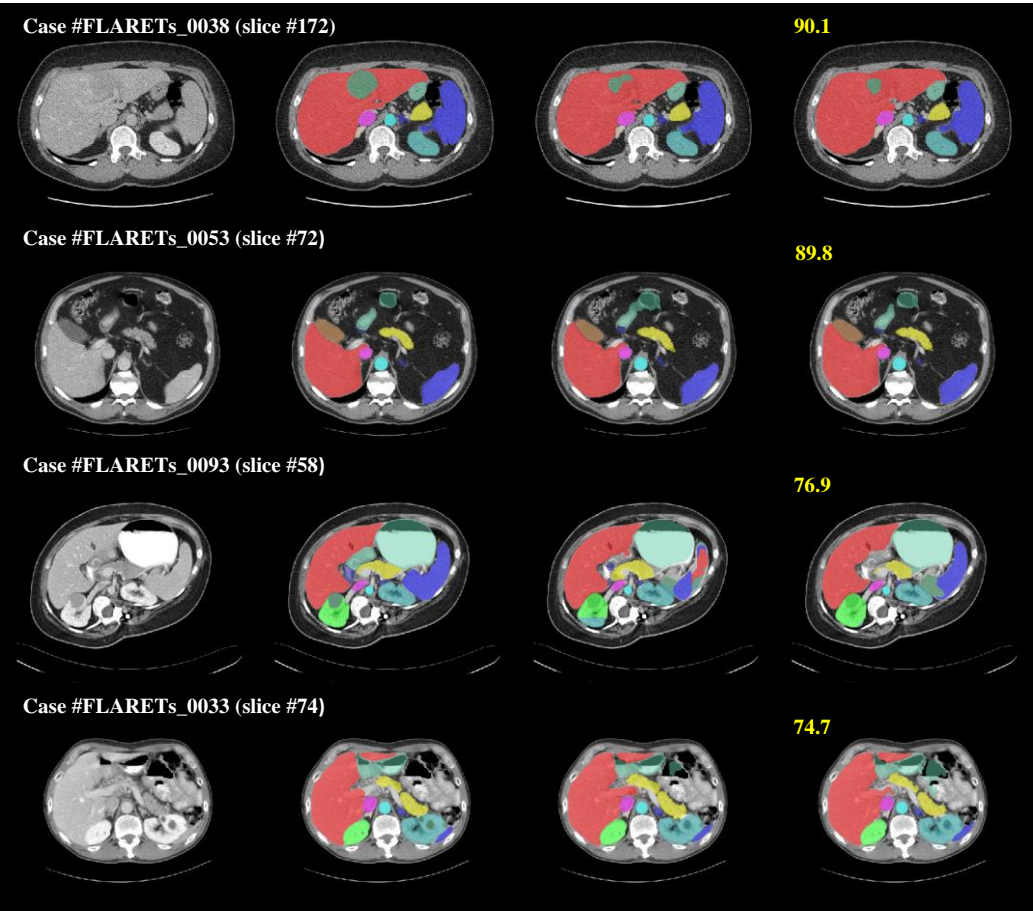 Case #FLARETs_0038 (slice #172)
90.1
Case #FLARETs_0053 (slice #72)
89.8
Case #FLARETs_0093 (slice #58)
76.9
Case #FLARETs_0033 (slice #74)
74.7